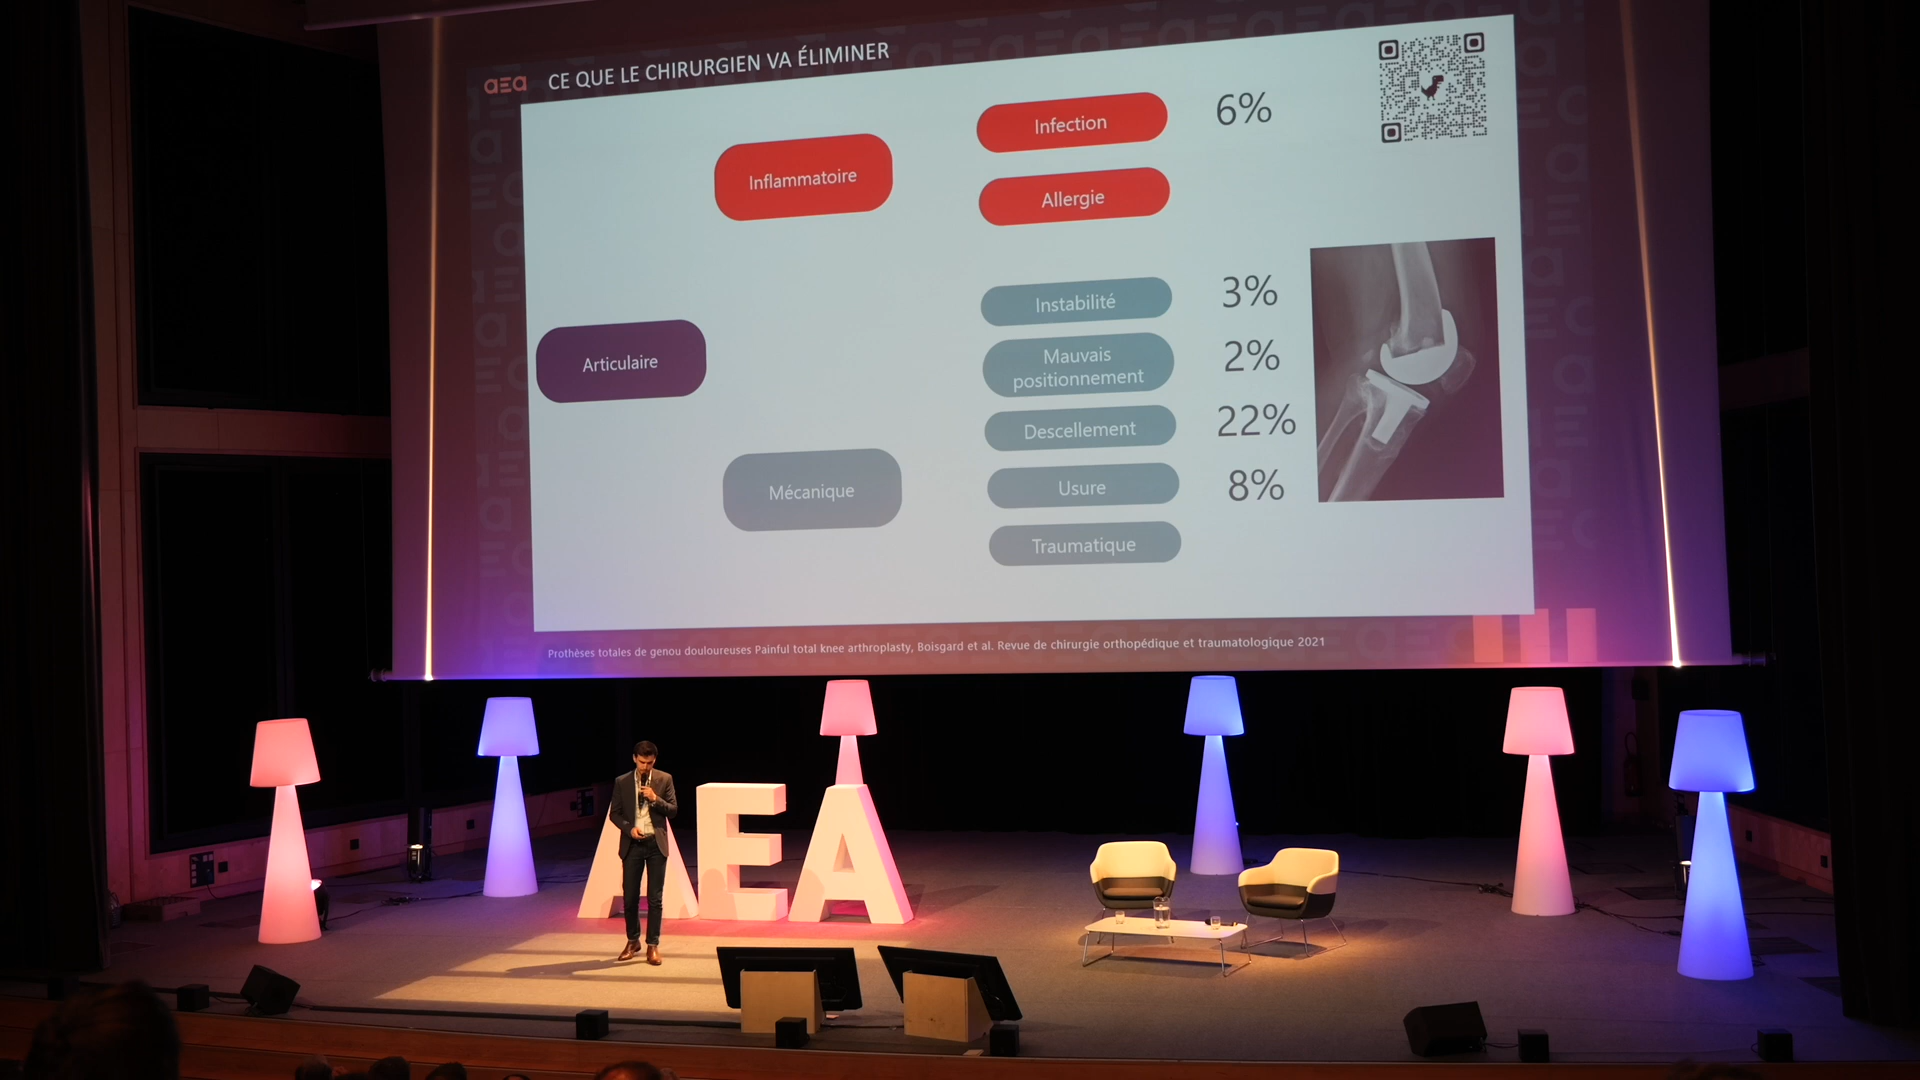 aea
CE QUE LE CHIRURGIEN VA ÉLIMINER
Infection
6%
Inflammatoire
Allergie
Instabilité
3%
Articulaire
Mauvais
positionnement
2%
Descellement
22%
Mécanique
Usure
8%
Traumatique
Prothèses totales de genou douloureuses Painful total knee arthroplasty, Boisgard et al. Revue de chirurgie orthopédique et traumatologique 2021
AEA